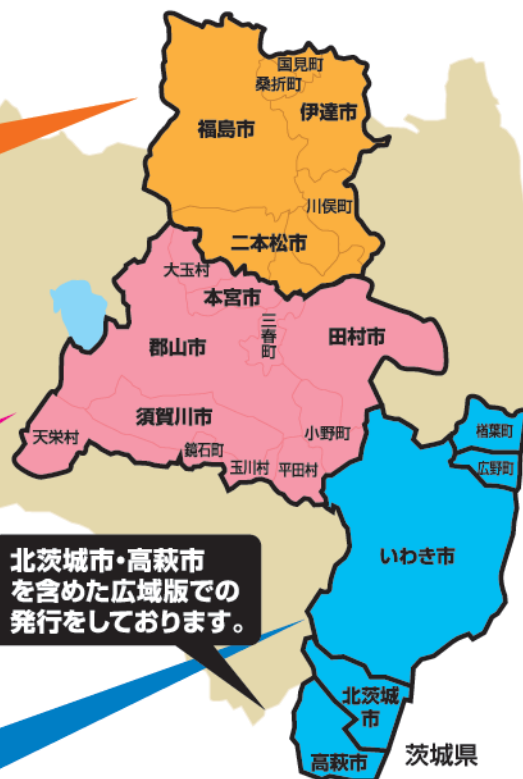 国見町
桑折町
伊達市
福島市
川俣町
二本松市
大玉村
本宮市
三春町
田村市
郡山市
須賀川市
小野町
天栄村
鏡石町
玉川村
平田村
楢葉町
広野町
いわき市
北茨城市・高萩市
を含めた広域版での
発行をしております。
北茨城
市
高萩市
茨城県